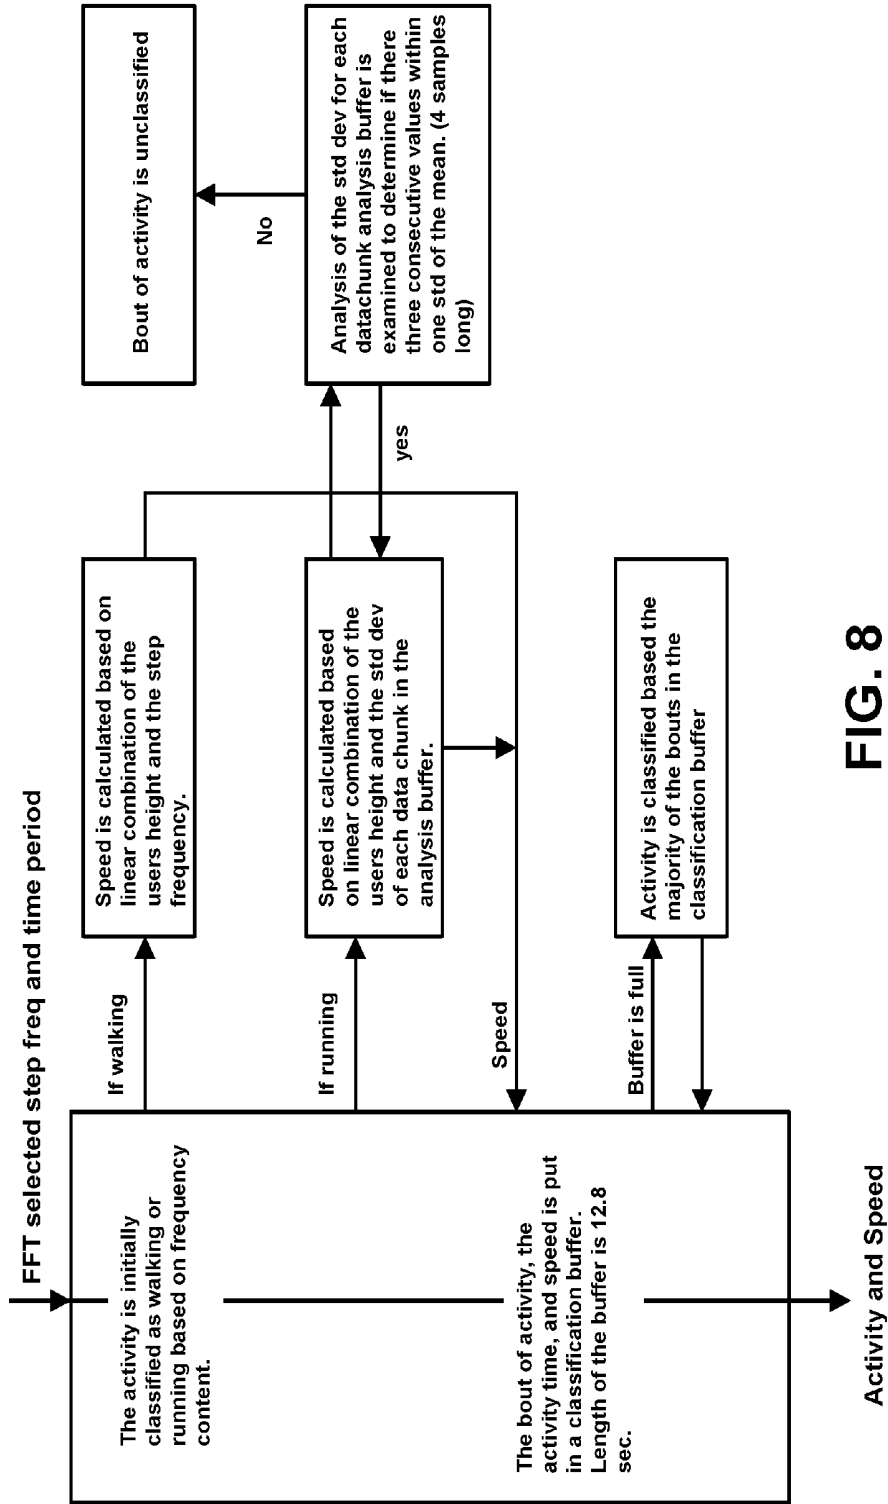 FFT selected step freq and time period
The activity is initially
classified as walking or
running based on frequency
content.
If walking
Speed is calculated based on
linear combination of the
users height and the step
frequency.
Bout of activity is unclassified
No
If running
Speed is calculated based
on linear combination of the
users height and the std dev
of each data chunk in the
analysis buffer.
yes
Analysis of the std dev for each
datachunk analysis buffer is
examined to determine if there
three consecutive values within
one std of the mean. (4 samples
long)
Speed
The bout of activity, the
activity time, and speed is put
in a classification buffer.
Length of the buffer is 12.8
sec.
Buffer is full
Activity is classified based the
majority of the bouts in the
classification buffer
Activity and Speed
FIG. 8